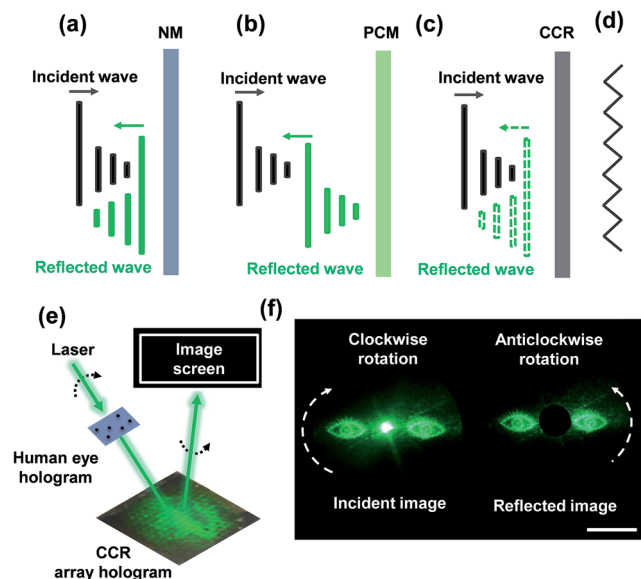 (a)
NM
Incident wave
Reflected wave
(b)
PCM
Incident wave
Reflected wave
(c)
CCR
Incident wave
Reflected wave
(d)
(e)
Laser
Image
screen
Human eye
hologram
CCR
array hologram
(f)
Clockwise
rotation
Anticlockwise
rotation
Incident image
Reflected image